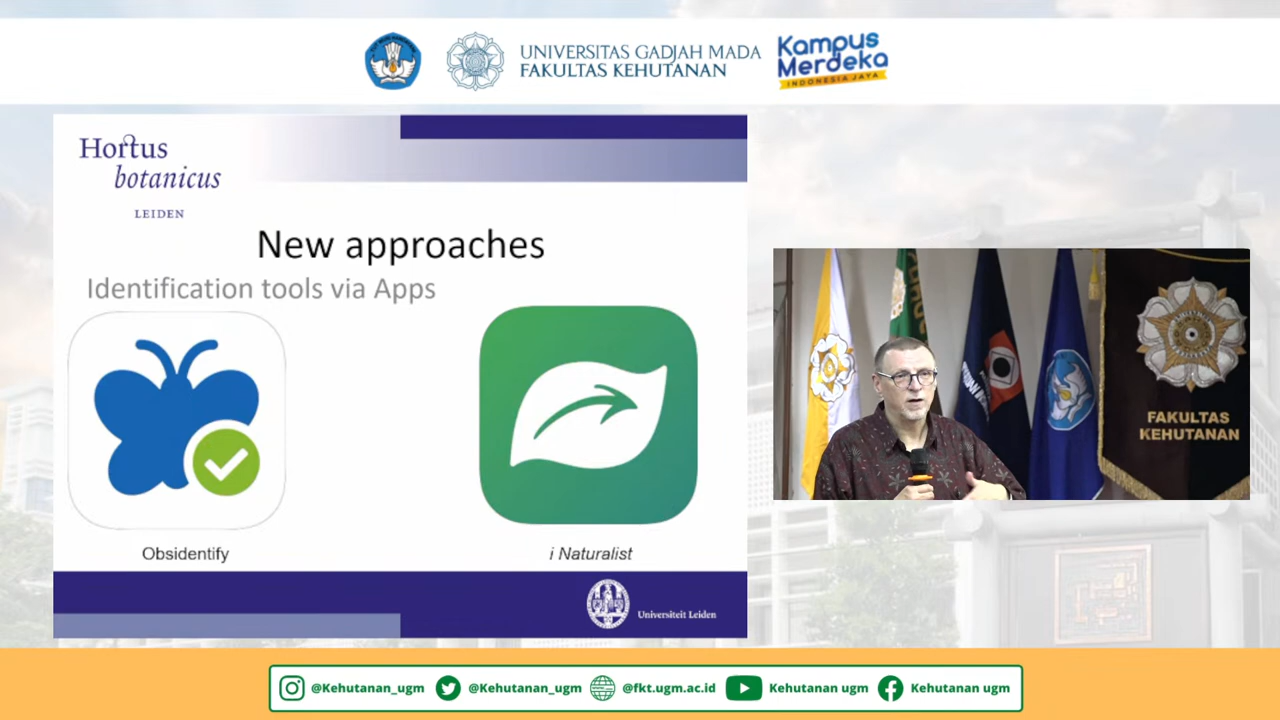 UNIVERSITAS GADJAH MADA
FAKULTAS KEHUTANAN
Kampus
Merdeka
INDONESIA JAYA
Hortus
botanicus
LEIDEN
New approaches
Identification tools via Apps
Obsidentify
i Naturalist
Universiteit Leiden
FAKULTAS
KEHUTANAN
@Kehutanan_ugm
@Kehutanan_ugm
@fkt.ugm.ac.id
Kehutanan ugm
Kehutanan ugm